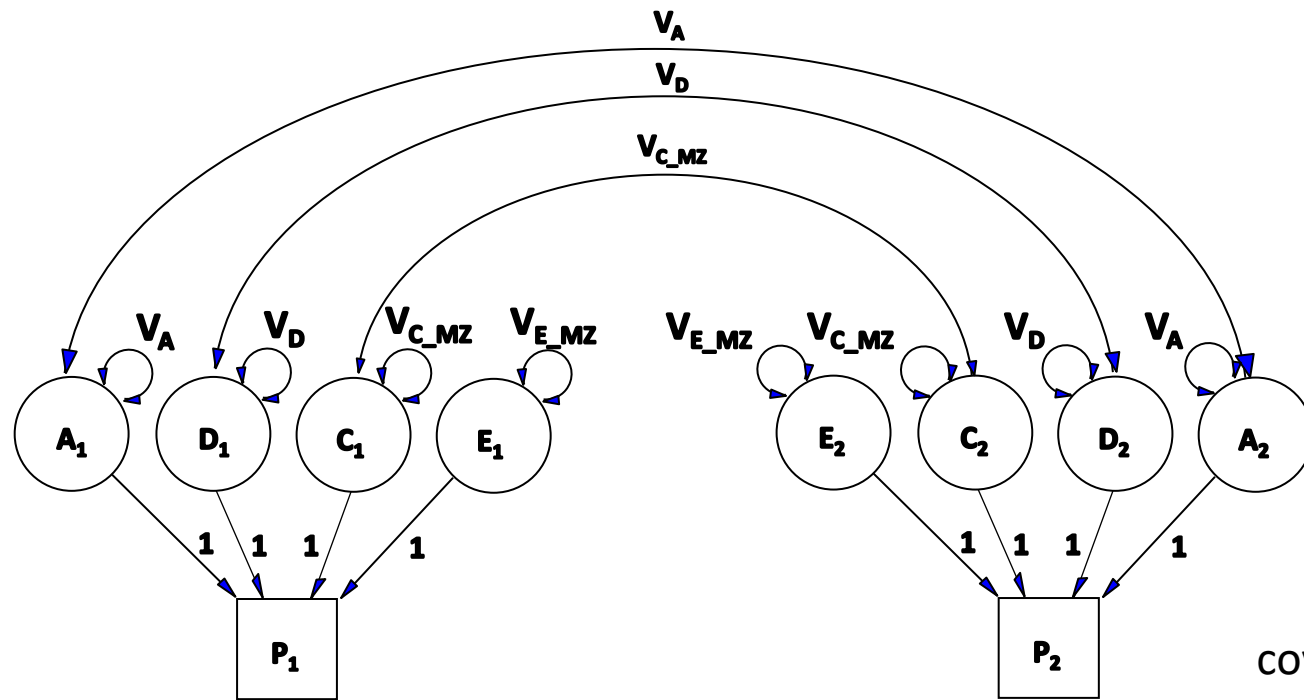 V_A
V_D
V_C_MZ
V_A V_D V_C_MZ V_E_MZ V_E_MZ V_C_MZ V_D V_A
A_1 D_1 C_1 E_1 E_2 C_2 D_2 A_2
1 1 1 1 1 1 1 1
P_1 P_2